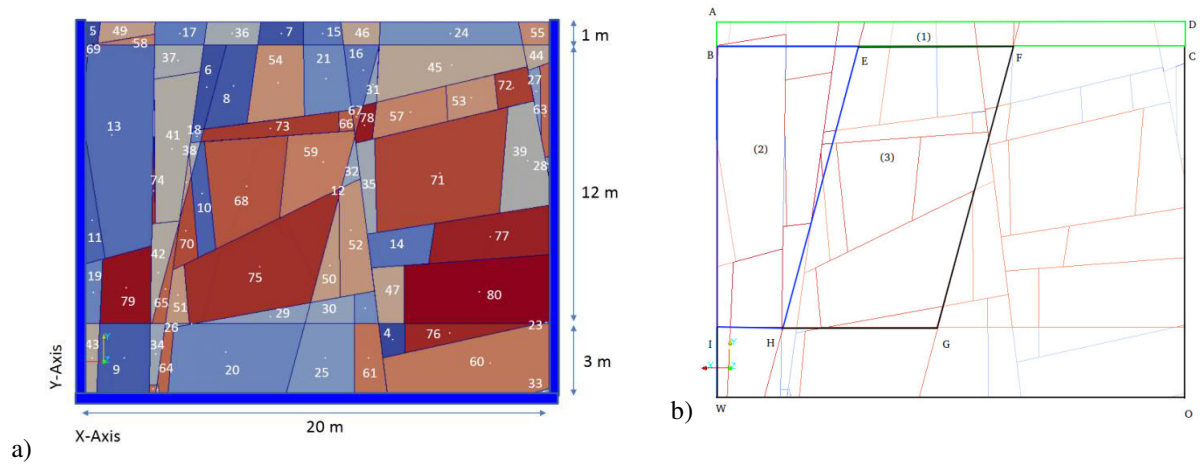 5 49 17 36 7 15 46 24 55
69 58
37 6 54 21 16 45 44
8 31 72 27
67 57 53 63
13 18 73 66 78
41 38 59 39
74 32 35 71 28
68 12
10
11 42 70 52 14 77
19 75 50
79 65 51 47 80
26 29 30
43 34 4 76 23
9 64 20 25 61 60
33
1 m
12 m
3 m
20 m
X-Axis
Y-Axis
a)
A D
(1)
B E F C
(2) (3)
I H G
W O
X Y Z
b)